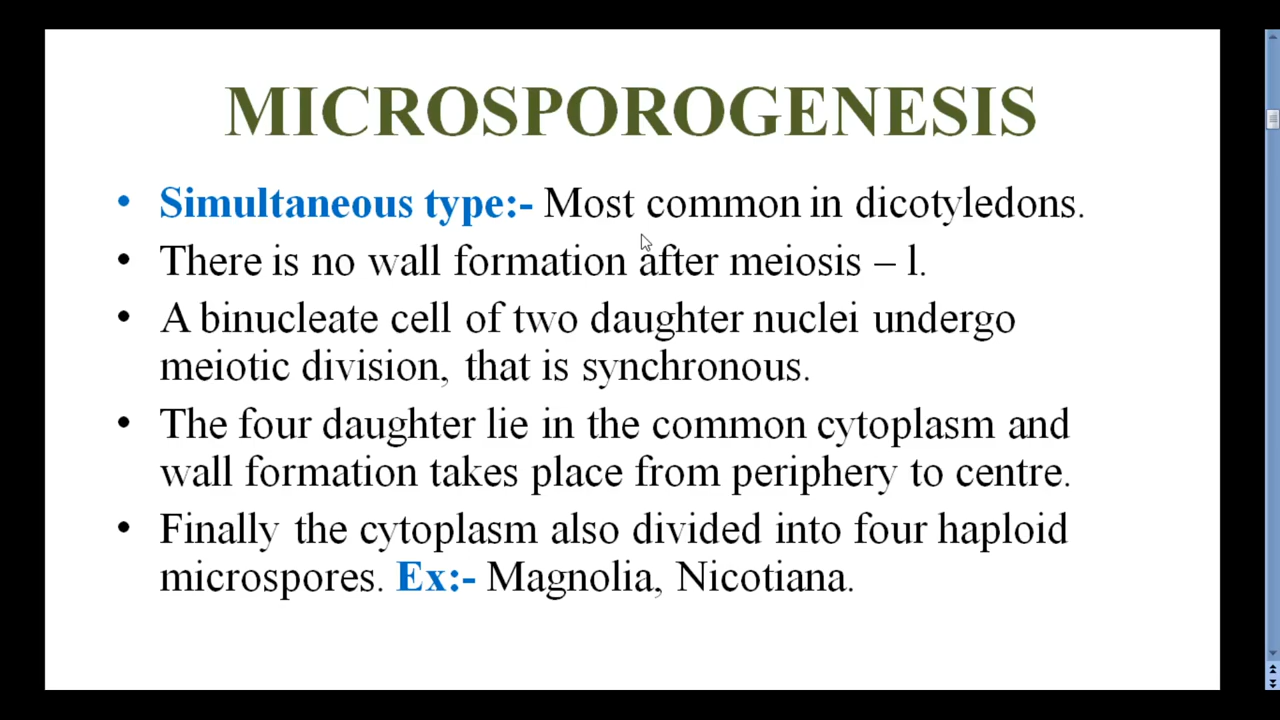 MICROSPOROGENESIS
• Simultaneous type:- Most common in dicotyledons.
• There is no wall formation after meiosis – l.
• A binucleate cell of two daughter nuclei undergo
meiotic division, that is synchronous.
• The four daughter lie in the common cytoplasm and
wall formation takes place from periphery to centre.
• Finally the cytoplasm also divided into four haploid
microspores. Ex:- Magnolia, Nicotiana.